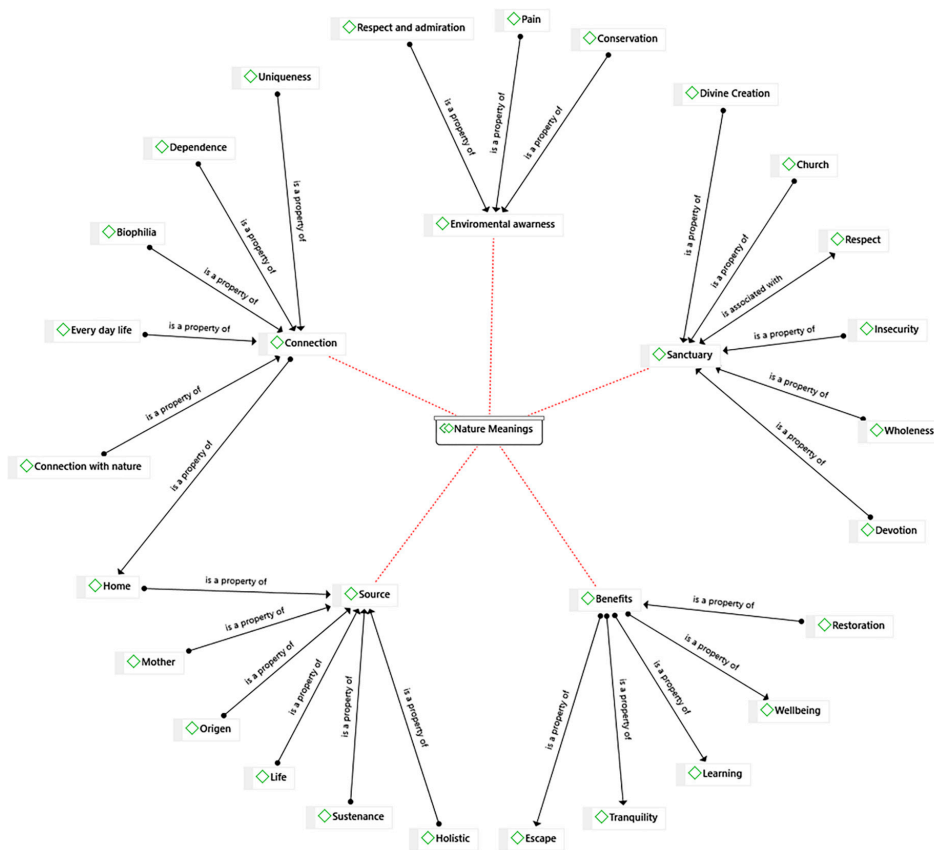 Respect and admiration
Pain
Conservation
Uniqueness
Divine Creation
is a property of
is a property of
is a property of
Dependence
Church
is a property of
is a property of
is a property of
Biophilia
Enviromental awarness
Respect
is a property of
is a property of
is associated with
Every day life
is a property of
Connection
Sanctuary
is a property of
Insecurity
is a property of
is a property of
Wholeness
Nature Meanings
Connection with nature
is a property of
is a property of
Devotion
Home
is a property of
Source
Benefits
is a property of
Restoration
is a property of
Mother
is a property of
is a property of
is a property of
is a property of
is a property of
is a property of
is a property of
is a property of
Wellbeing
Origen
Life
Learning
Sustenance
Tranquility
Holistic
Escape